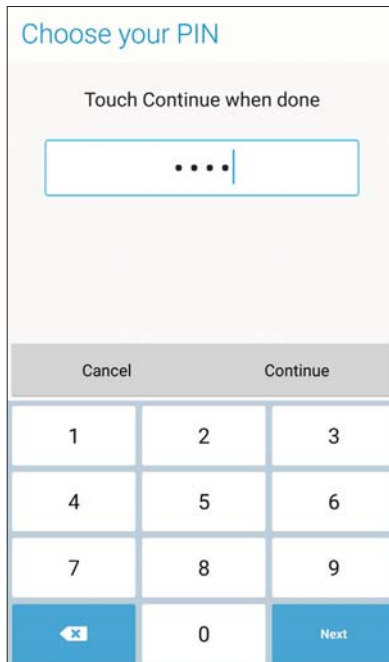 Choose your PIN
Touch Continue when done
••••
Cancel Continue
1 2 3
4 5 6
7 8 9
0 Next